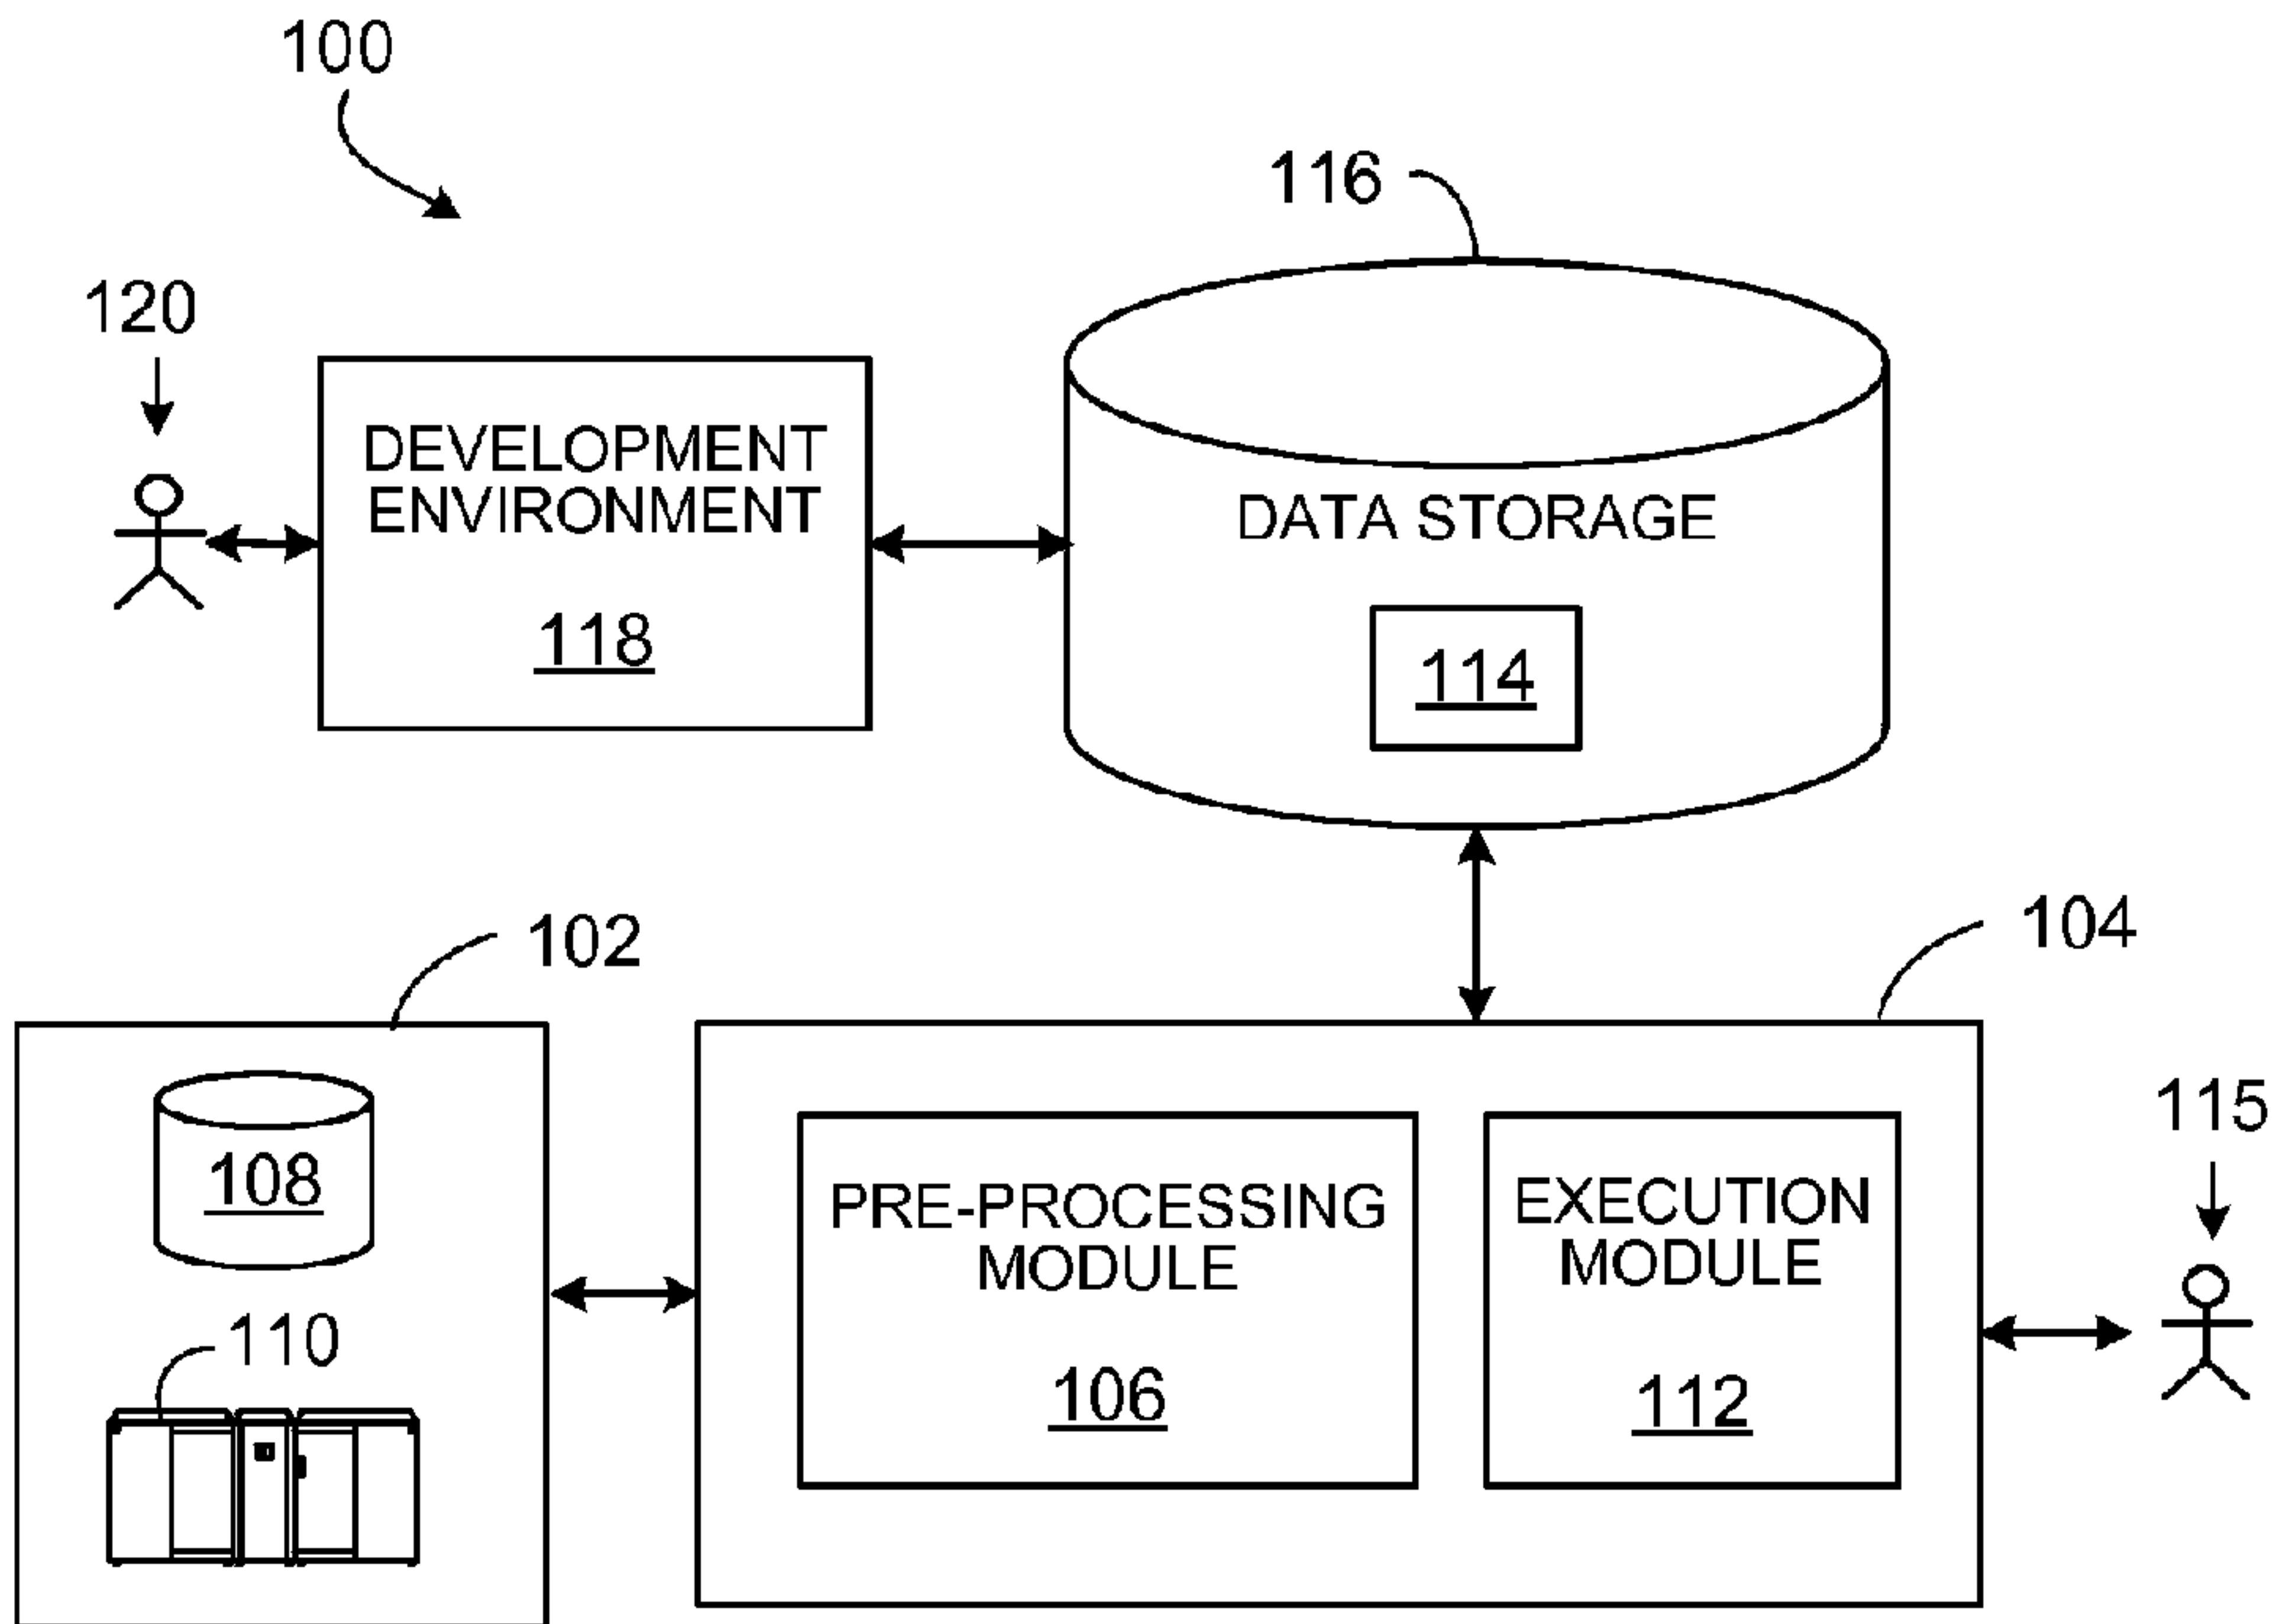 100
116
120
DEVELOPMENT
ENVIRONMENT
118
DATA STORAGE
114
102
104
108
110
PRE-PROCESSING
MODULE
106
EXECUTION
MODULE
112
115